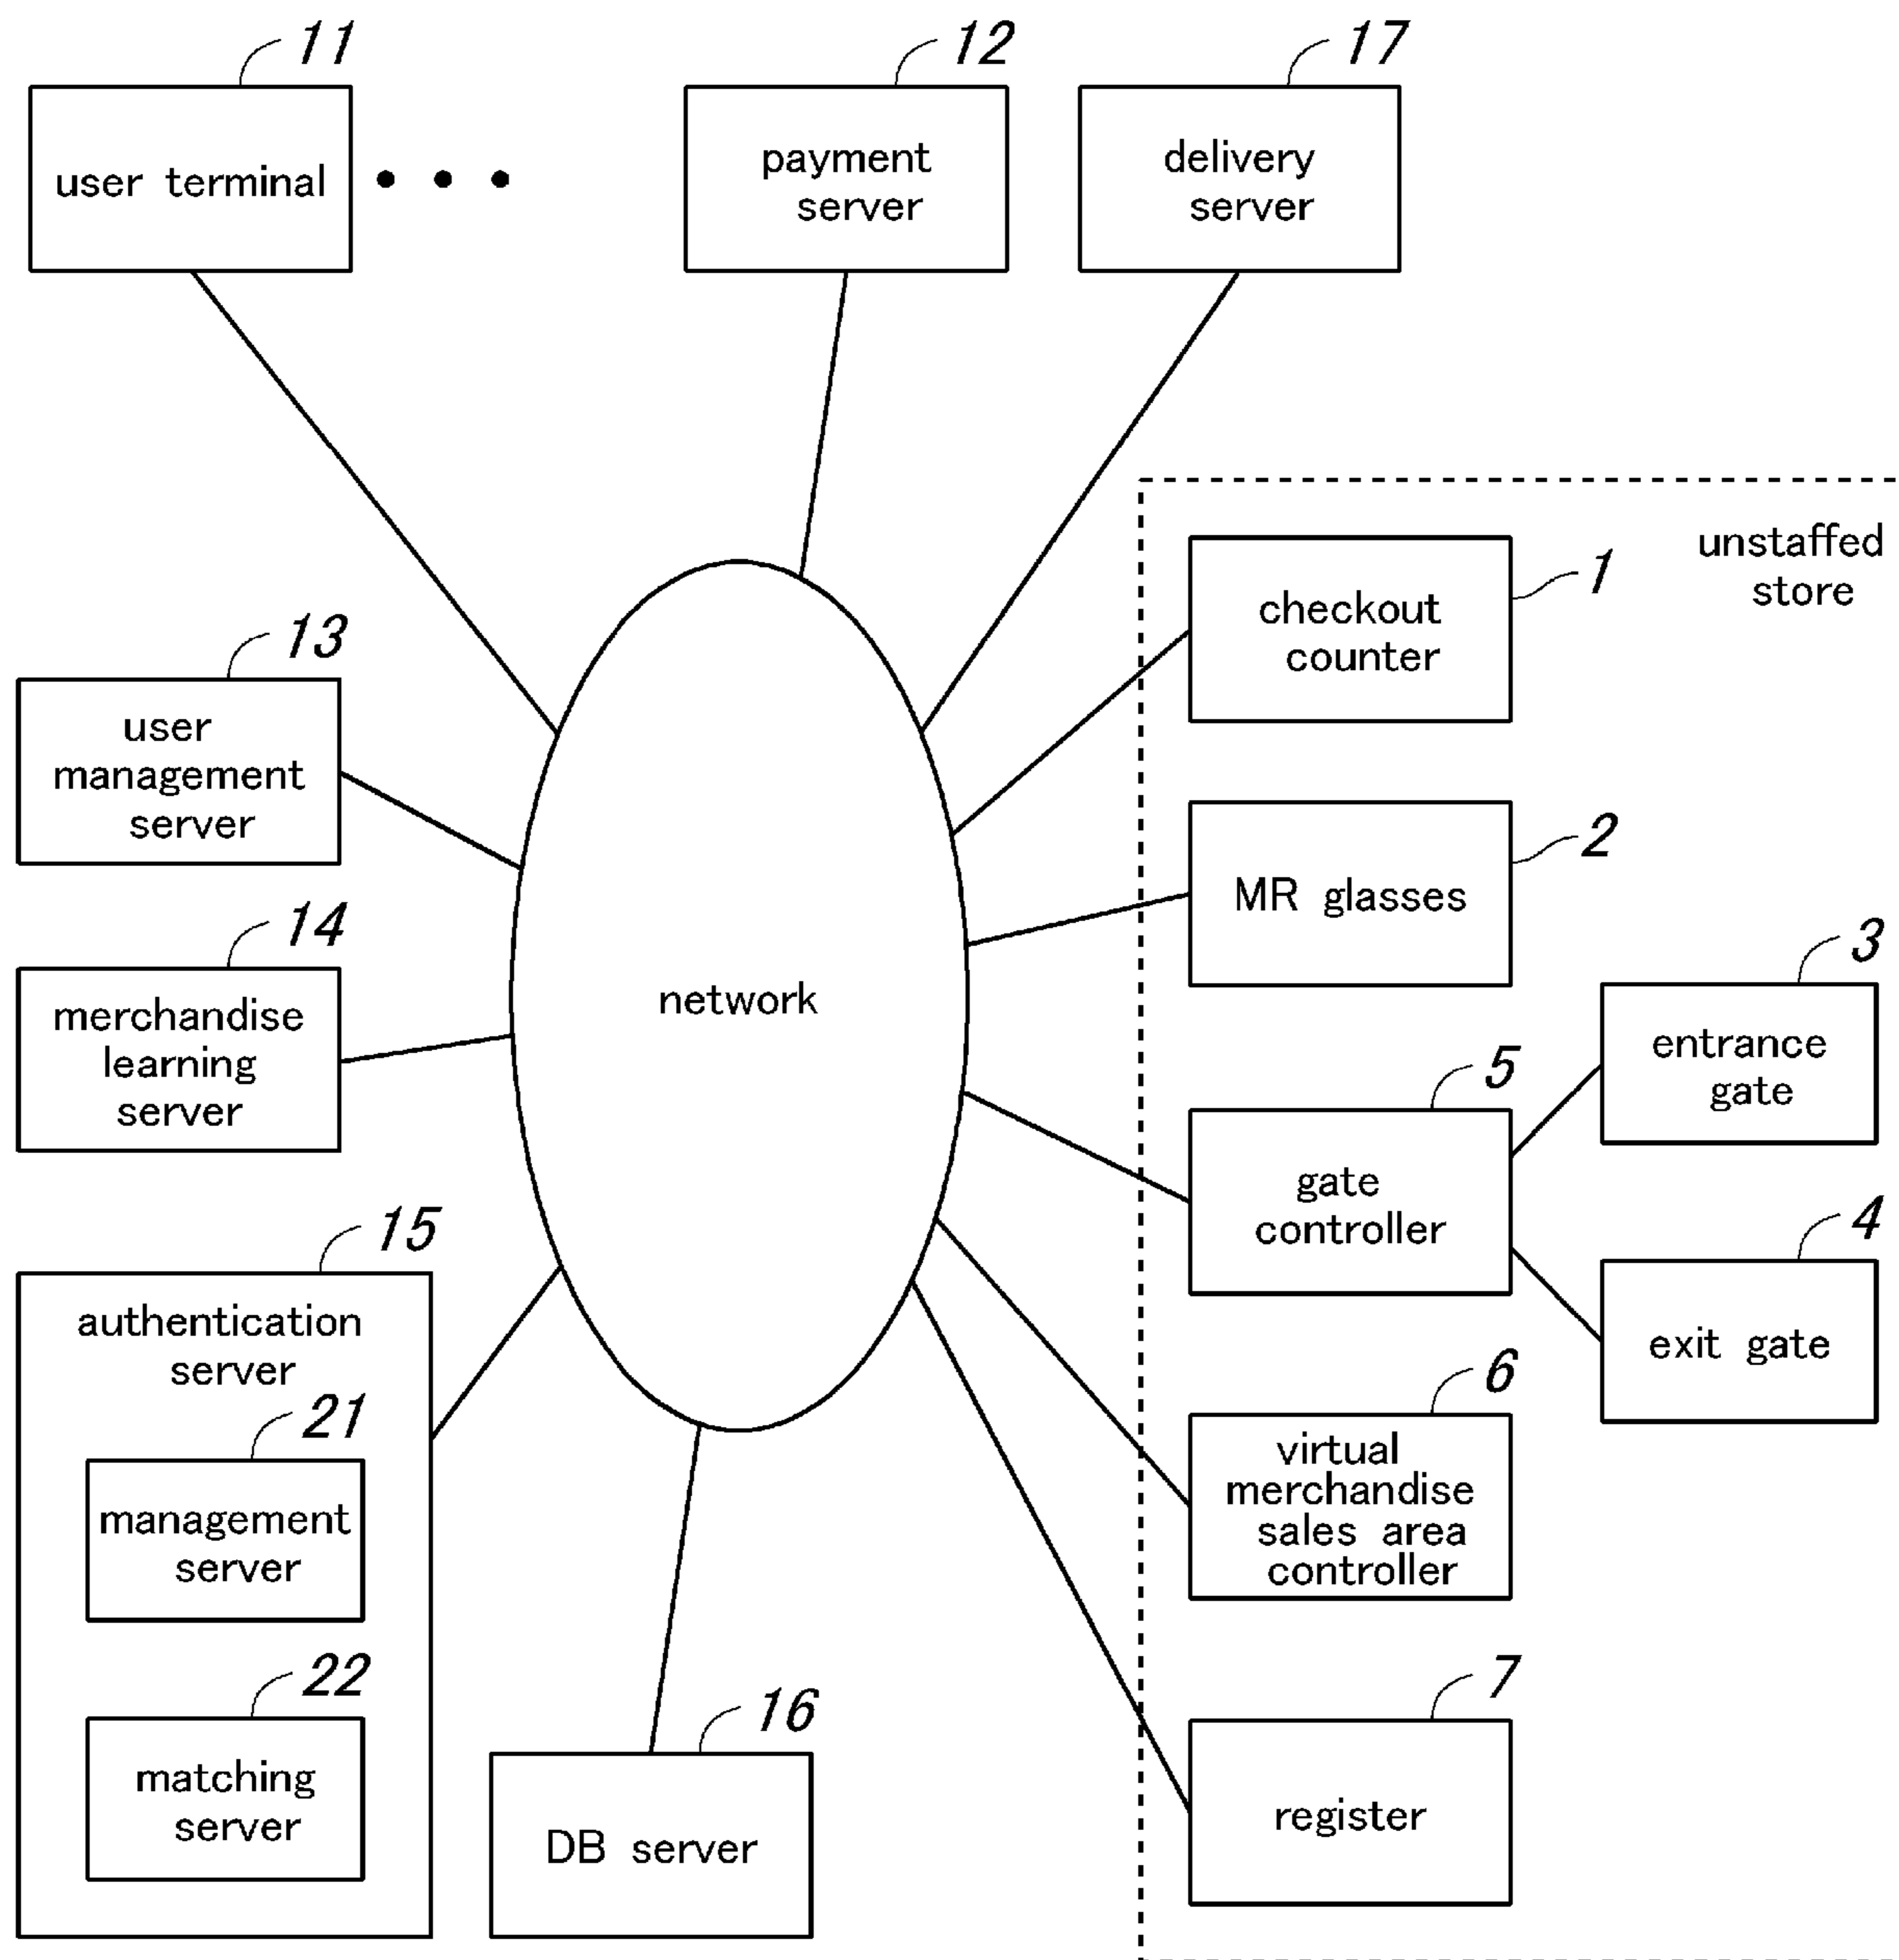 11
12
17
user terminal
payment
server
delivery
server
unstaffed
store
1
checkout
counter
13
user
management
server
2
MR glasses
14
merchandise
learning
server
network
3
entrance
gate
5
gate
controller
4
exit gate
15
authentication
server
21
management
server
22
matching
server
6
virtual
merchandise
sales area
controller
16
DB server
7
register